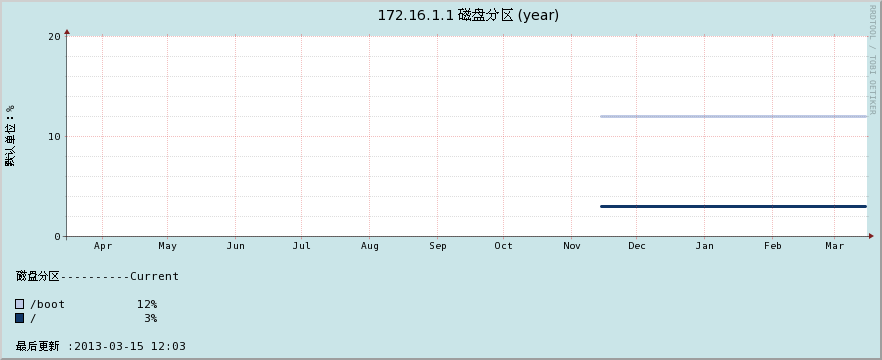 172.16.1.1 磁盘分区 (year)
RRDTOOL / TOBI OETIKER
默认单位：%
20
10
0
Apr May Jun Jul Aug Sep Oct Nov Dec Jan Feb Mar
磁盘分区----------Current
/boot 12%
/ 3%
最后更新 :2013-03-15 12:03